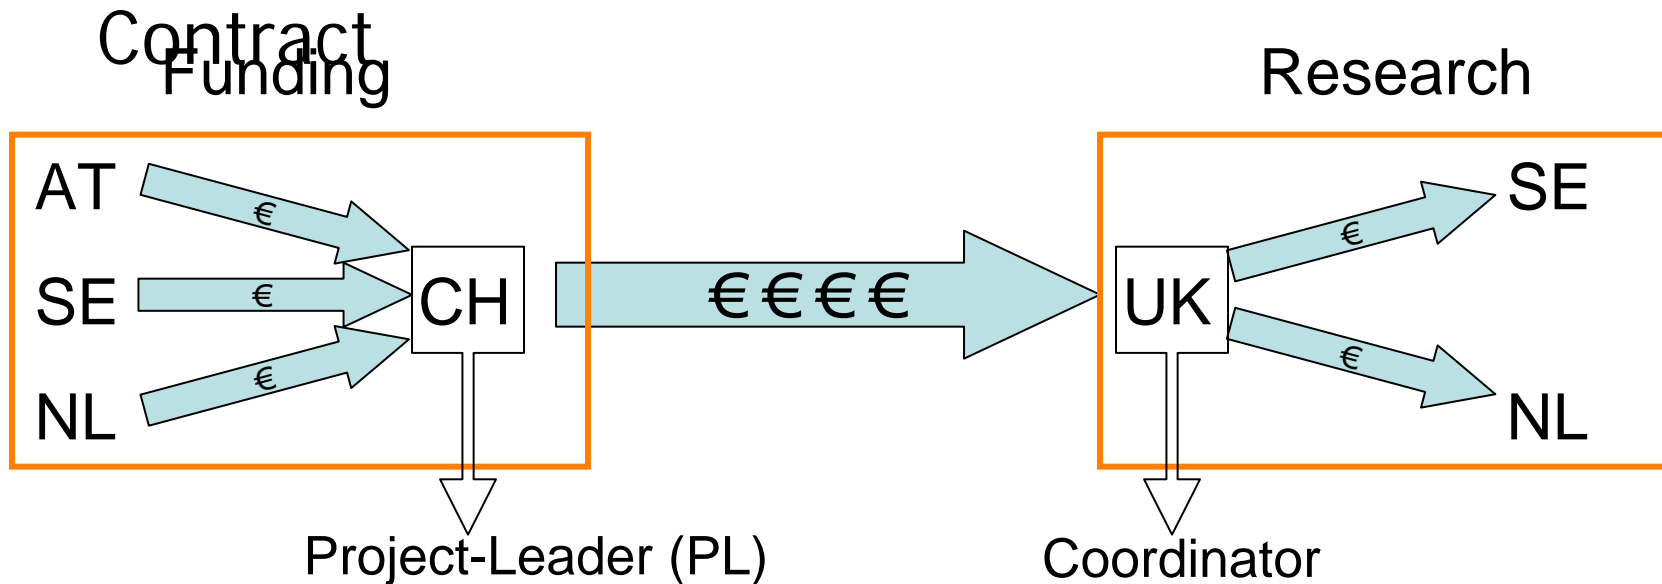 Contract
Funding
Research
AT
€
SE
€
NL
€
CH
€€€€
UK
€
SE
€
NL
Project-Leader (PL)
Coordinator